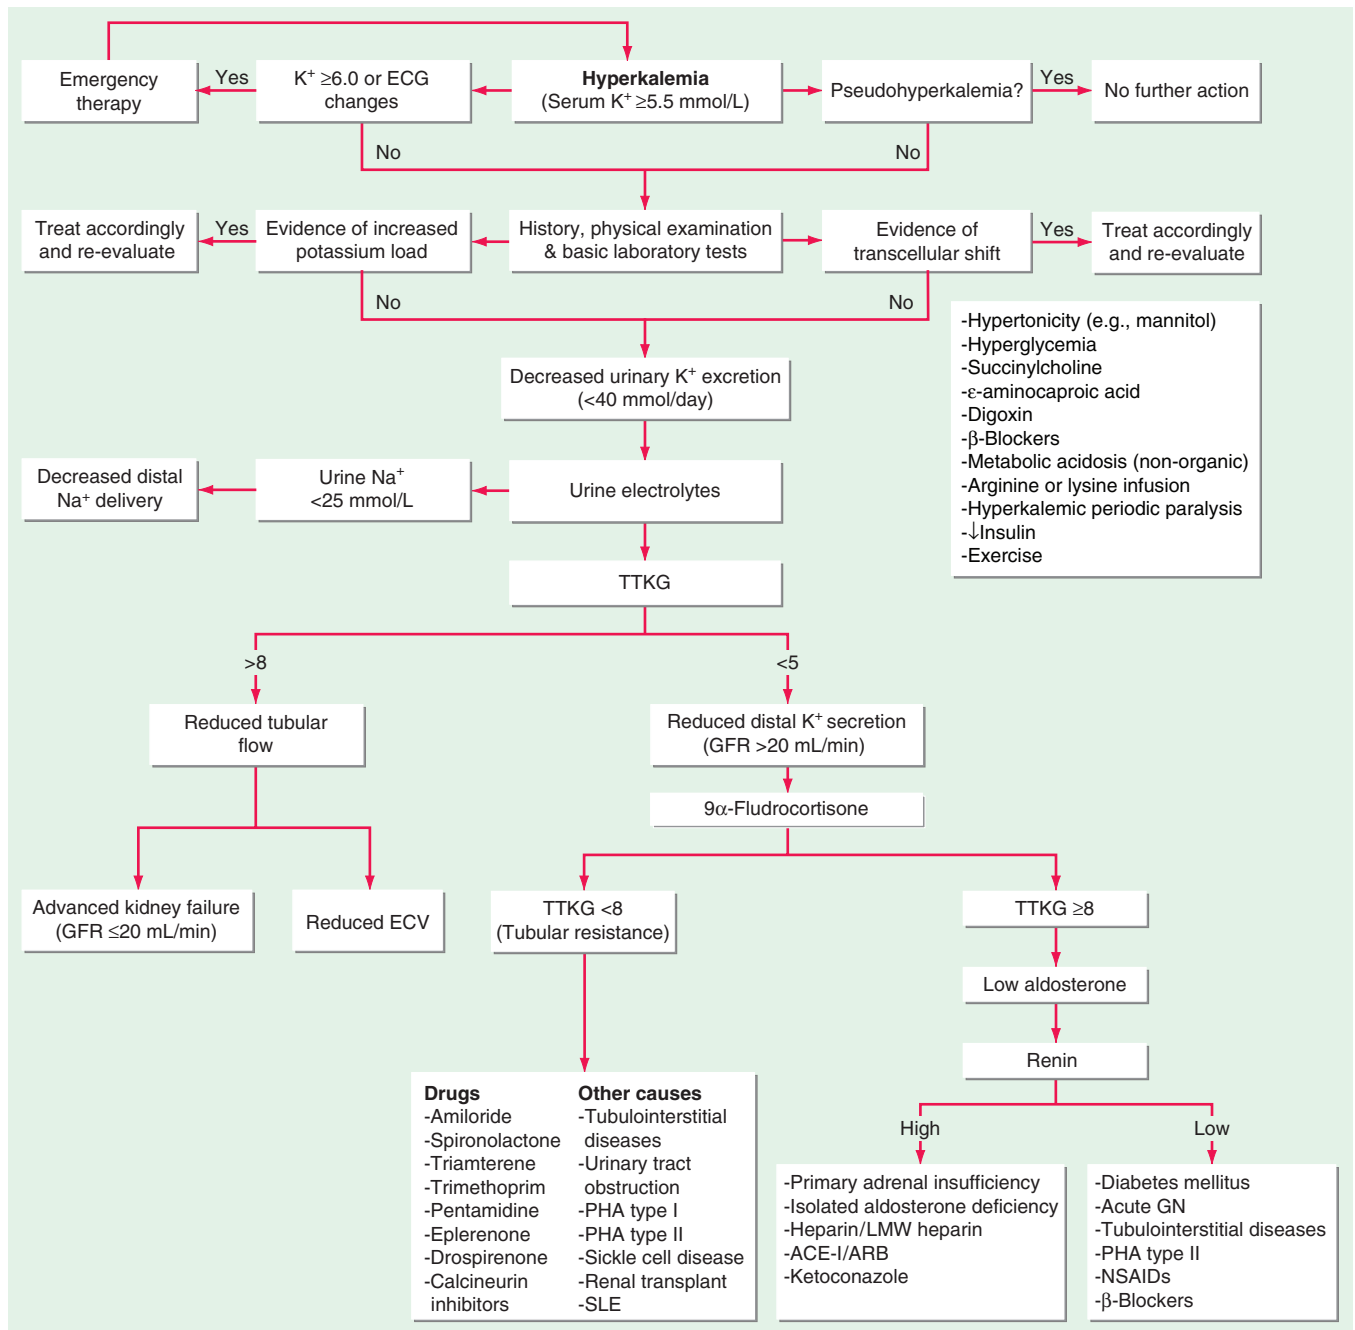 Emergency
therapy
Yes
K⁺ ≥6.0 or ECG
changes
Hyperkalemia
(Serum K⁺ ≥5.5 mmol/L)
Pseudohyperkalemia?
Yes
No further action
No
No
Treat accordingly
and re-evaluate
Yes
Evidence of increased
potassium load
History, physical examination
& basic laboratory tests
Evidence of
transcellular shift
Yes
Treat accordingly
and re-evaluate
No
No
-Hypertonicity (e.g., mannitol)
-Hyperglycemia
-Succinylcholine
-ε-aminocaproic acid
-Digoxin
-β-Blockers
-Metabolic acidosis (non-organic)
-Arginine or lysine infusion
-Hyperkalemic periodic paralysis
-↓Insulin
-Exercise
Decreased urinary K⁺ excretion
(<40 mmol/day)
Decreased distal
Na⁺ delivery
Urine Na⁺
<25 mmol/L
Urine electrolytes
TTKG
>8
<5
Reduced tubular
flow
Reduced distal K⁺ secretion
(GFR >20 mL/min)
9α-Fludrocortisone
Advanced kidney failure
(GFR ≤20 mL/min)
Reduced ECV
TTKG <8
(Tubular resistance)
TTKG ≥8
Low aldosterone
Renin
High
Low
Drugs
-Amiloride
-Spironolactone
-Triamterene
-Trimethoprim
-Pentamidine
-Eplerenone
-Drospirenone
-Calcineurin
inhibitors
Other causes
-Tubulointerstitial
diseases
-Urinary tract
obstruction
-PHA type I
-PHA type II
-Sickle cell disease
-Renal transplant
-SLE
-Primary adrenal insufficiency
-Isolated aldosterone deficiency
-Heparin/LMW heparin
-ACE-I/ARB
-Ketoconazole
-Diabetes mellitus
-Acute GN
-Tubulointerstitial diseases
-PHA type II
-NSAIDs
-β-Blockers